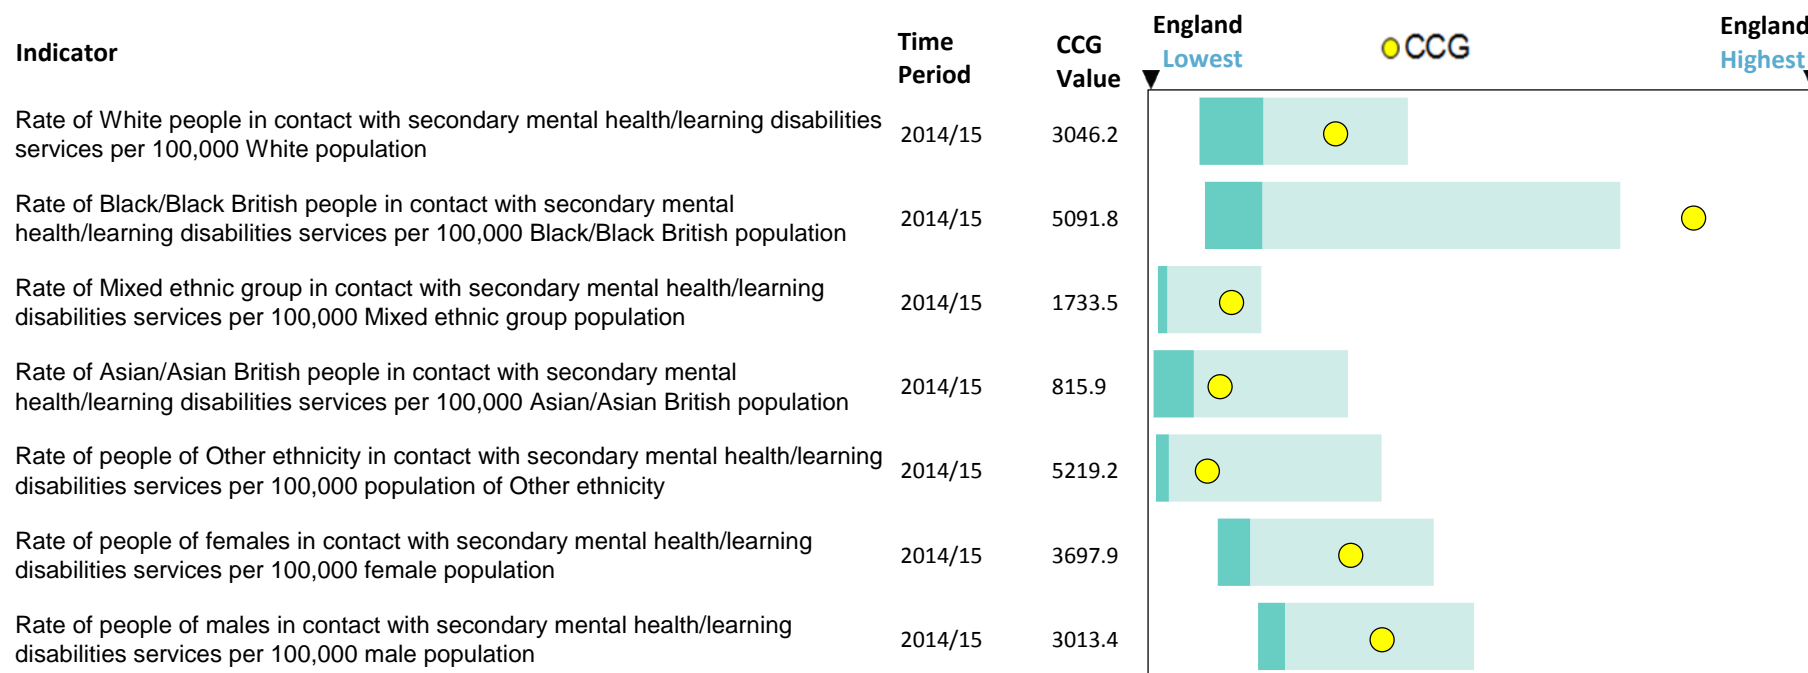 Indicator
Time
Period
CCG
Value
England
Lowest
CCG
England
Highest
Rate of White people in contact with secondary mental health/learning disabilities
services per 100,000 White population
2014/15
3046.2
Rate of Black/Black British people in contact with secondary mental
health/learning disabilities services per 100,000 Black/Black British population
2014/15
5091.8
Rate of Mixed ethnic group in contact with secondary mental health/learning
disabilities services per 100,000 Mixed ethnic group population
2014/15
1733.5
Rate of Asian/Asian British people in contact with secondary mental
health/learning disabilities services per 100,000 Asian/Asian British population
2014/15
815.9
Rate of people of Other ethnicity in contact with secondary mental health/learning
disabilities services per 100,000 population of Other ethnicity
2014/15
5219.2
Rate of people of females in contact with secondary mental health/learning
disabilities services per 100,000 female population
2014/15
3697.9
Rate of people of males in contact with secondary mental health/learning
disabilities services per 100,000 male population
2014/15
3013.4